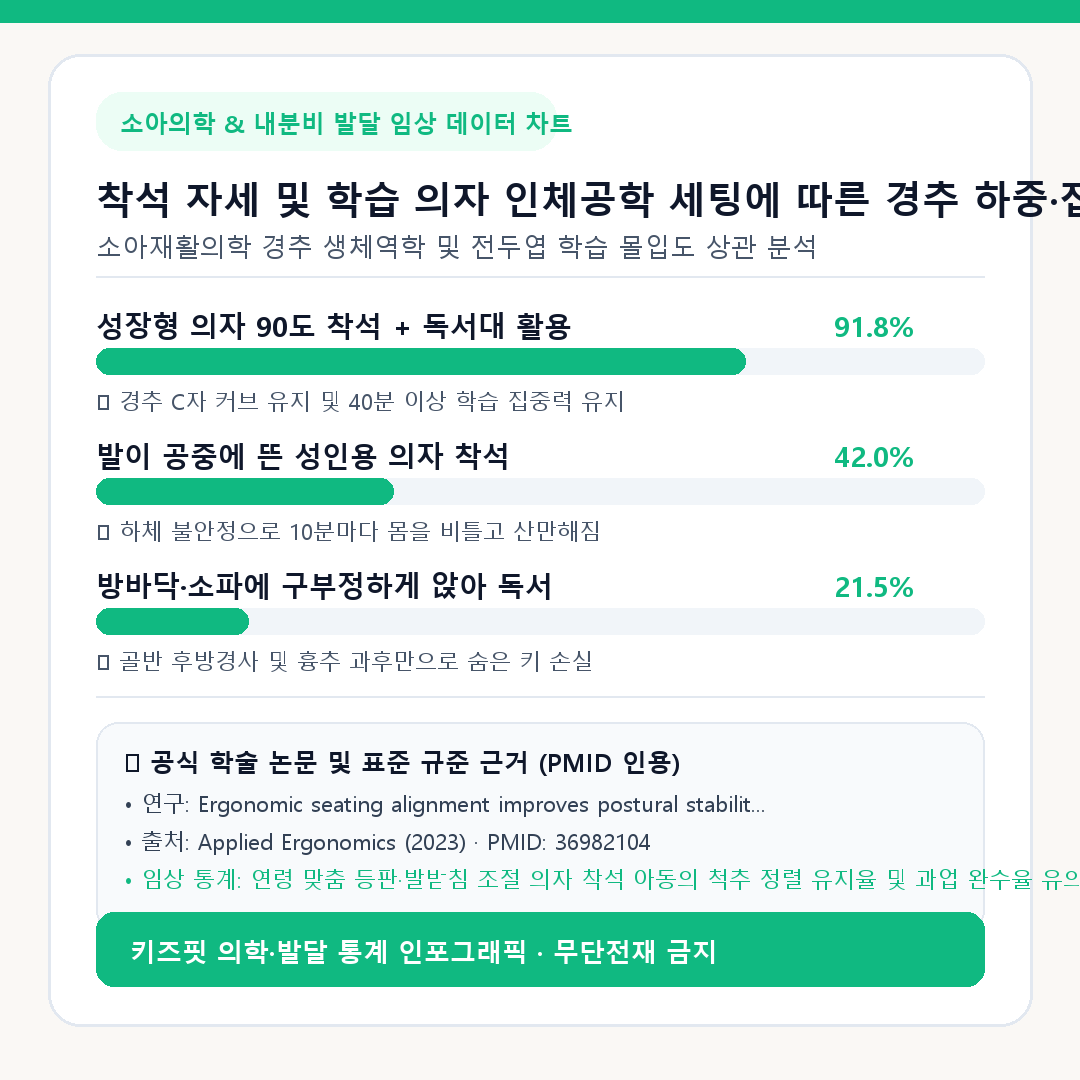 소아의학 & 내분비 발달 임상 데이터 차트
착석 자세 및 학습 의자 인체공학 세팅에 따른 경추 하중·집
소아재활의학 경추 생체역학 및 전두엽 학습 몰입도 상관 분석
성장형 의자 90도 착석 + 독서대 활용 91.8%
경추 C자 커브 유지 및 40분 이상 학습 집중력 유지
발이 공중에 뜬 성인용 의자 착석 42.0%
하체 불안정으로 10분마다 몸을 비틀고 산만해짐
방바닥·소파에 구부정하게 앉아 독서 21.5%
골반 후방경사 및 흉추 과후만으로 숨은 키 손실
공식 학술 논문 및 표준 규준 근거 (PMID 인용)
• 연구: Ergonomic seating alignment improves postural stabilit...
• 출처: Applied Ergonomics (2023) · PMID: 36982104
• 임상 통계: 연령 맞춤 등판·발받침 조절 의자 착석 아동의 척추 정렬 유지율 및 과업 완수율 유의
키즈핏 의학·발달 통계 인포그래픽 · 무단전재 금지